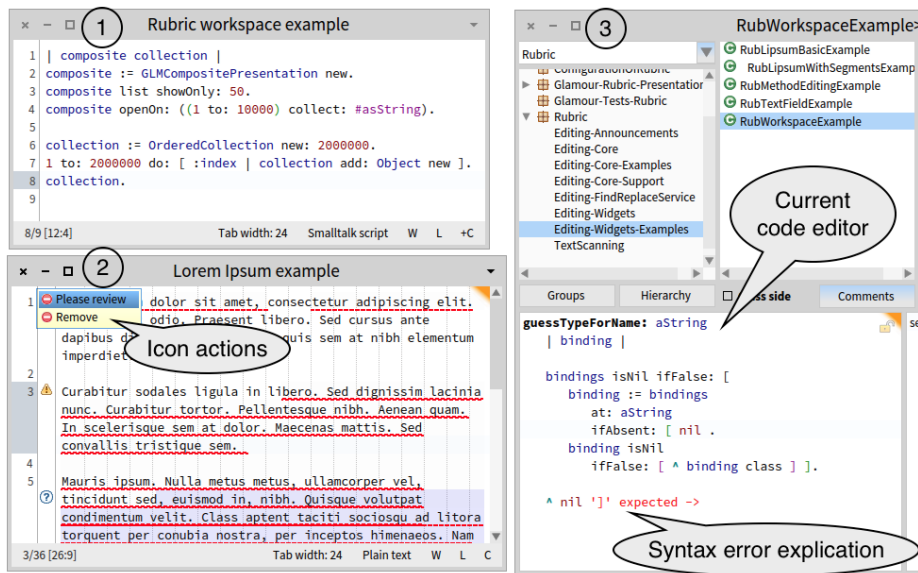 1
Rubric workspace example
1 | composite collection |
2 composite := GLMCompositePresentation new.
3 composite list showOnly: 50.
4 composite openOn: ((1 to: 10000) collect: #asString).
5
6 collection := OrderedCollection new: 2000000.
7 1 to: 2000000 do: [ :index | collection add: Object new ].
8 collection.
9
8/9 [12:4] Tab width: 24 Smalltalk script W L +C
2
Lorem Ipsum example
Please review
Remove
Icon actions
1 dolor sit amet, consectetur adipiscing elit.
odio. Praesent libero. Sed cursus ante
dapibus d quis sem at nibh elementum
imperdiet
2
3 Curabitur sodales ligula in libero. Sed dignissim lacinia
nunc. Curabitur tortor. Pellentesque nibh. Aenean quam.
In scelerisque sem at dolor. Maecenas mattis. Sed
convallis tristique sem.
4
5 Mauris ipsum. Nulla metus metus, ullamcorper vel,
tincidunt sed, euismod in, nibh. Quisque volutpat
condimentum velit. Class aptent taciti sociosqu ad litora
torquent per conubia nostra, per inceptos himenaeos. Nam
3/36 [26:9] Tab width: 24 Plain text W L C
3
RubWorkspaceExample>
Rubric
ConfigurationOfRubric
Glamour-Rubric-Presentation
Glamour-Tests-Rubric
Rubric
Editing-Announcements
Editing-Core
Editing-Core-Examples
Editing-Core-Support
Editing-FindReplaceService
Editing-Widgets
Editing-Widgets-Examples
TextScanning
RubLipsumBasicExample
RubLipsumWithSegmentsExamp
RubMethodEditingExample
RubTextFieldExample
RubWorkspaceExample
Current
code editor
Groups Hierarchy ss side Comments
guessTypeForName: aString
| binding |
bindings isNil ifFalse: [
binding := bindings
at: aString
ifAbsent: [ nil .
binding isNil
ifFalse: [ ^ binding class ] ].
^ nil ']' expected ->
se
Syntax error explication